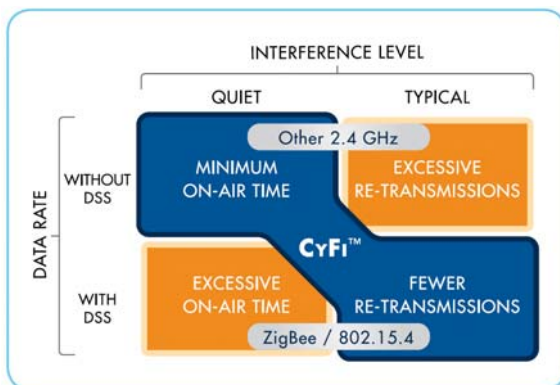 INTERFERENCE LEVEL
QUIET
TYPICAL
DATA RATE
WITHOUT
DSS
WITH
DSS
Other 2.4 GHz
MINIMUM
ON-AIR TIME
EXCESSIVE
RE-TRANSMISSIONS
CYFI™
EXCESSIVE
ON-AIR TIME
FEWER
RE-TRANSMISSIONS
ZigBee / 802.15.4